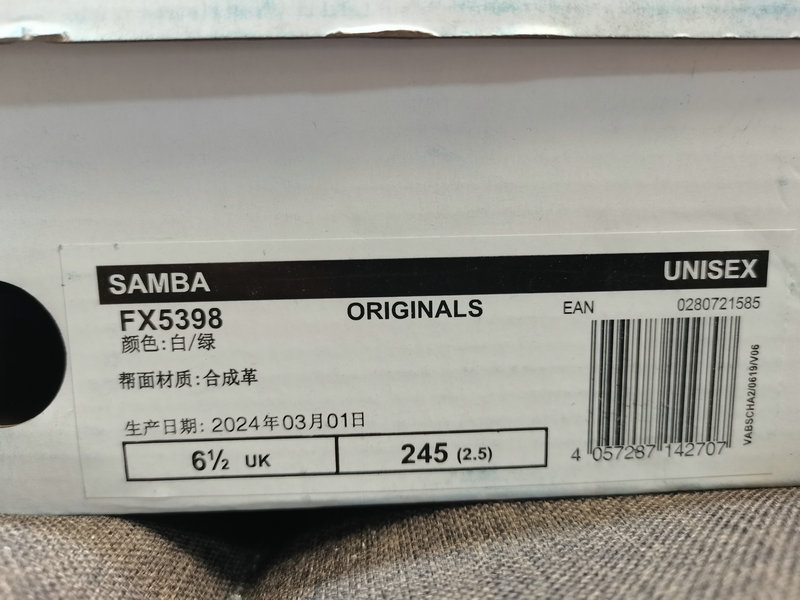 SAMBA UNISEX
FX5398 ORIGINALS EAN 0280721585
颜色:白/绿
帮面材质:合成革
生产日期: 2024年03月01日
6½ UK 245 (2.5)
4 057287 142707
VABSCHA2/0619/V06